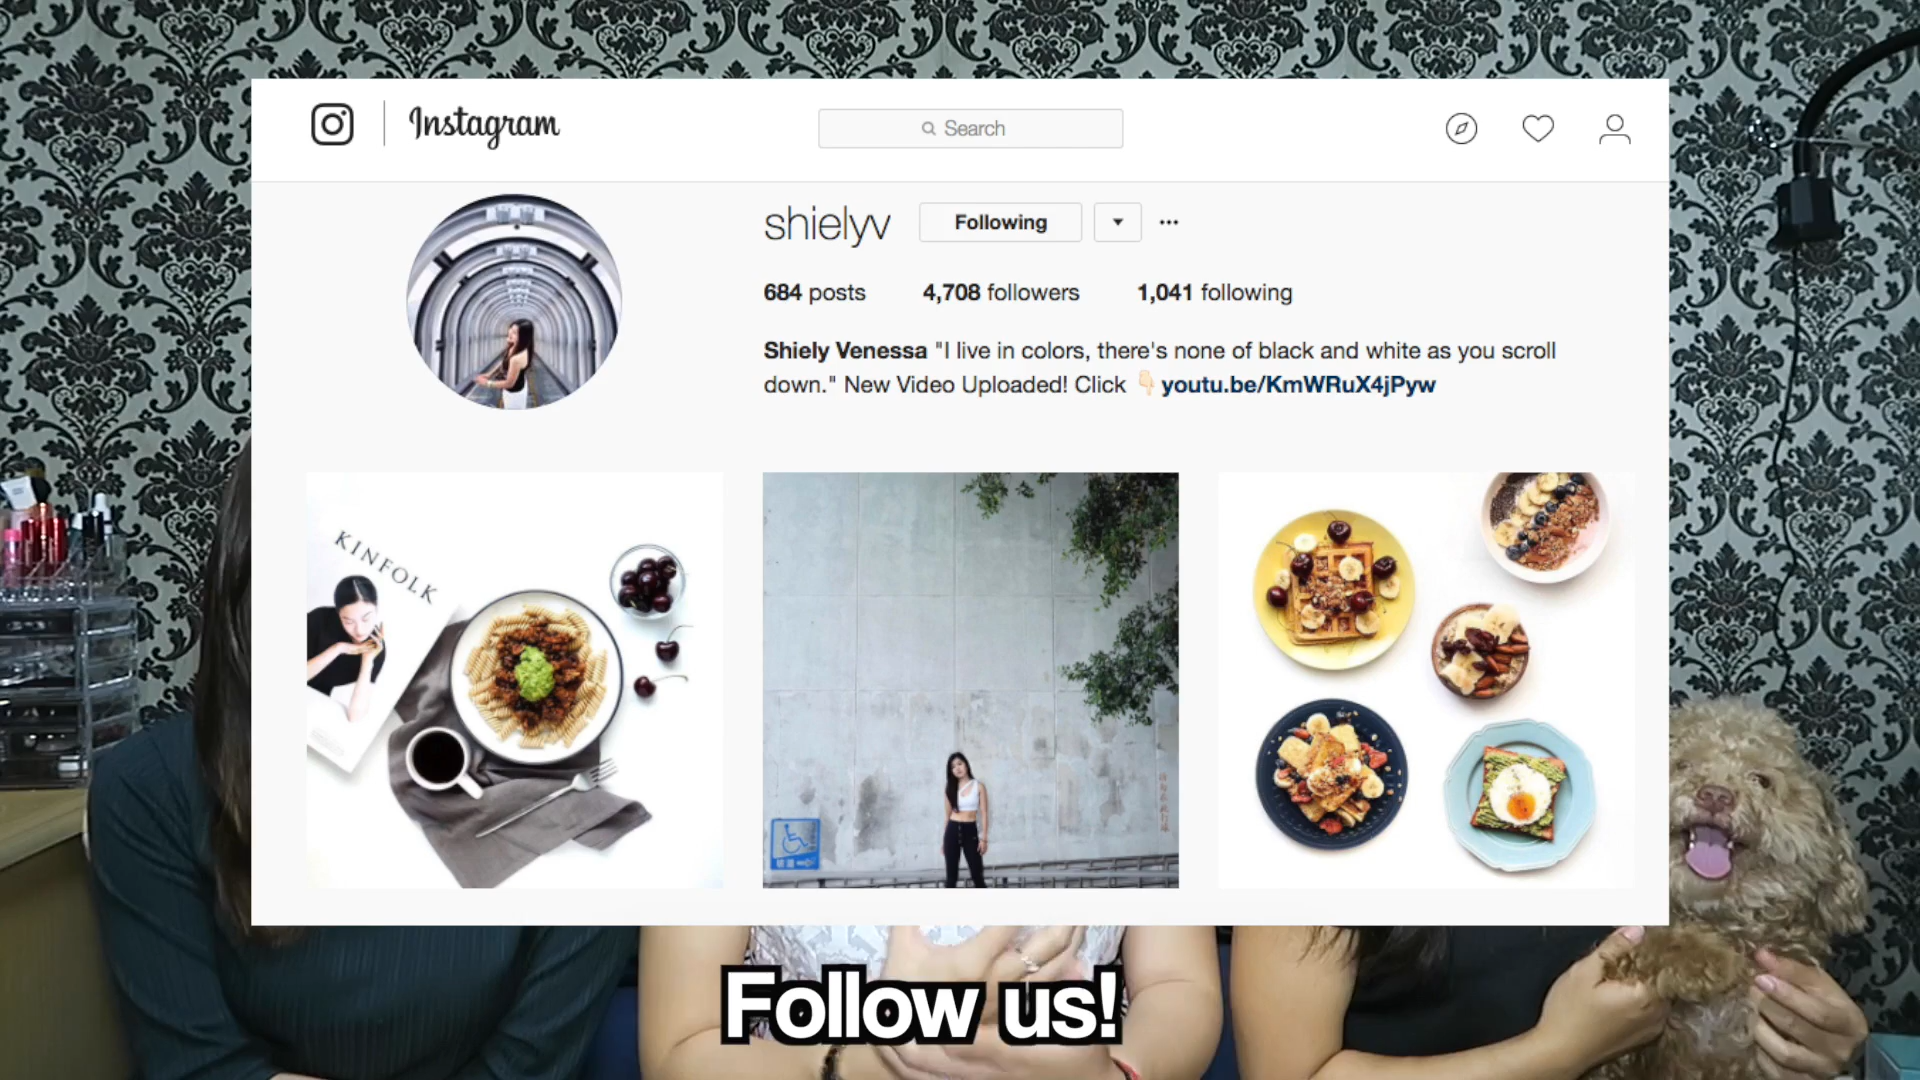 Instagram
Search
shielyv
Following
684 posts 4,708 followers 1,041 following
Shiely Venessa "I live in colors, there's none of black and white as you scroll
down." New Video Uploaded! Click 👇🏻 youtu.be/KmWRuX4jPyw
KINFOLK
Follow us!